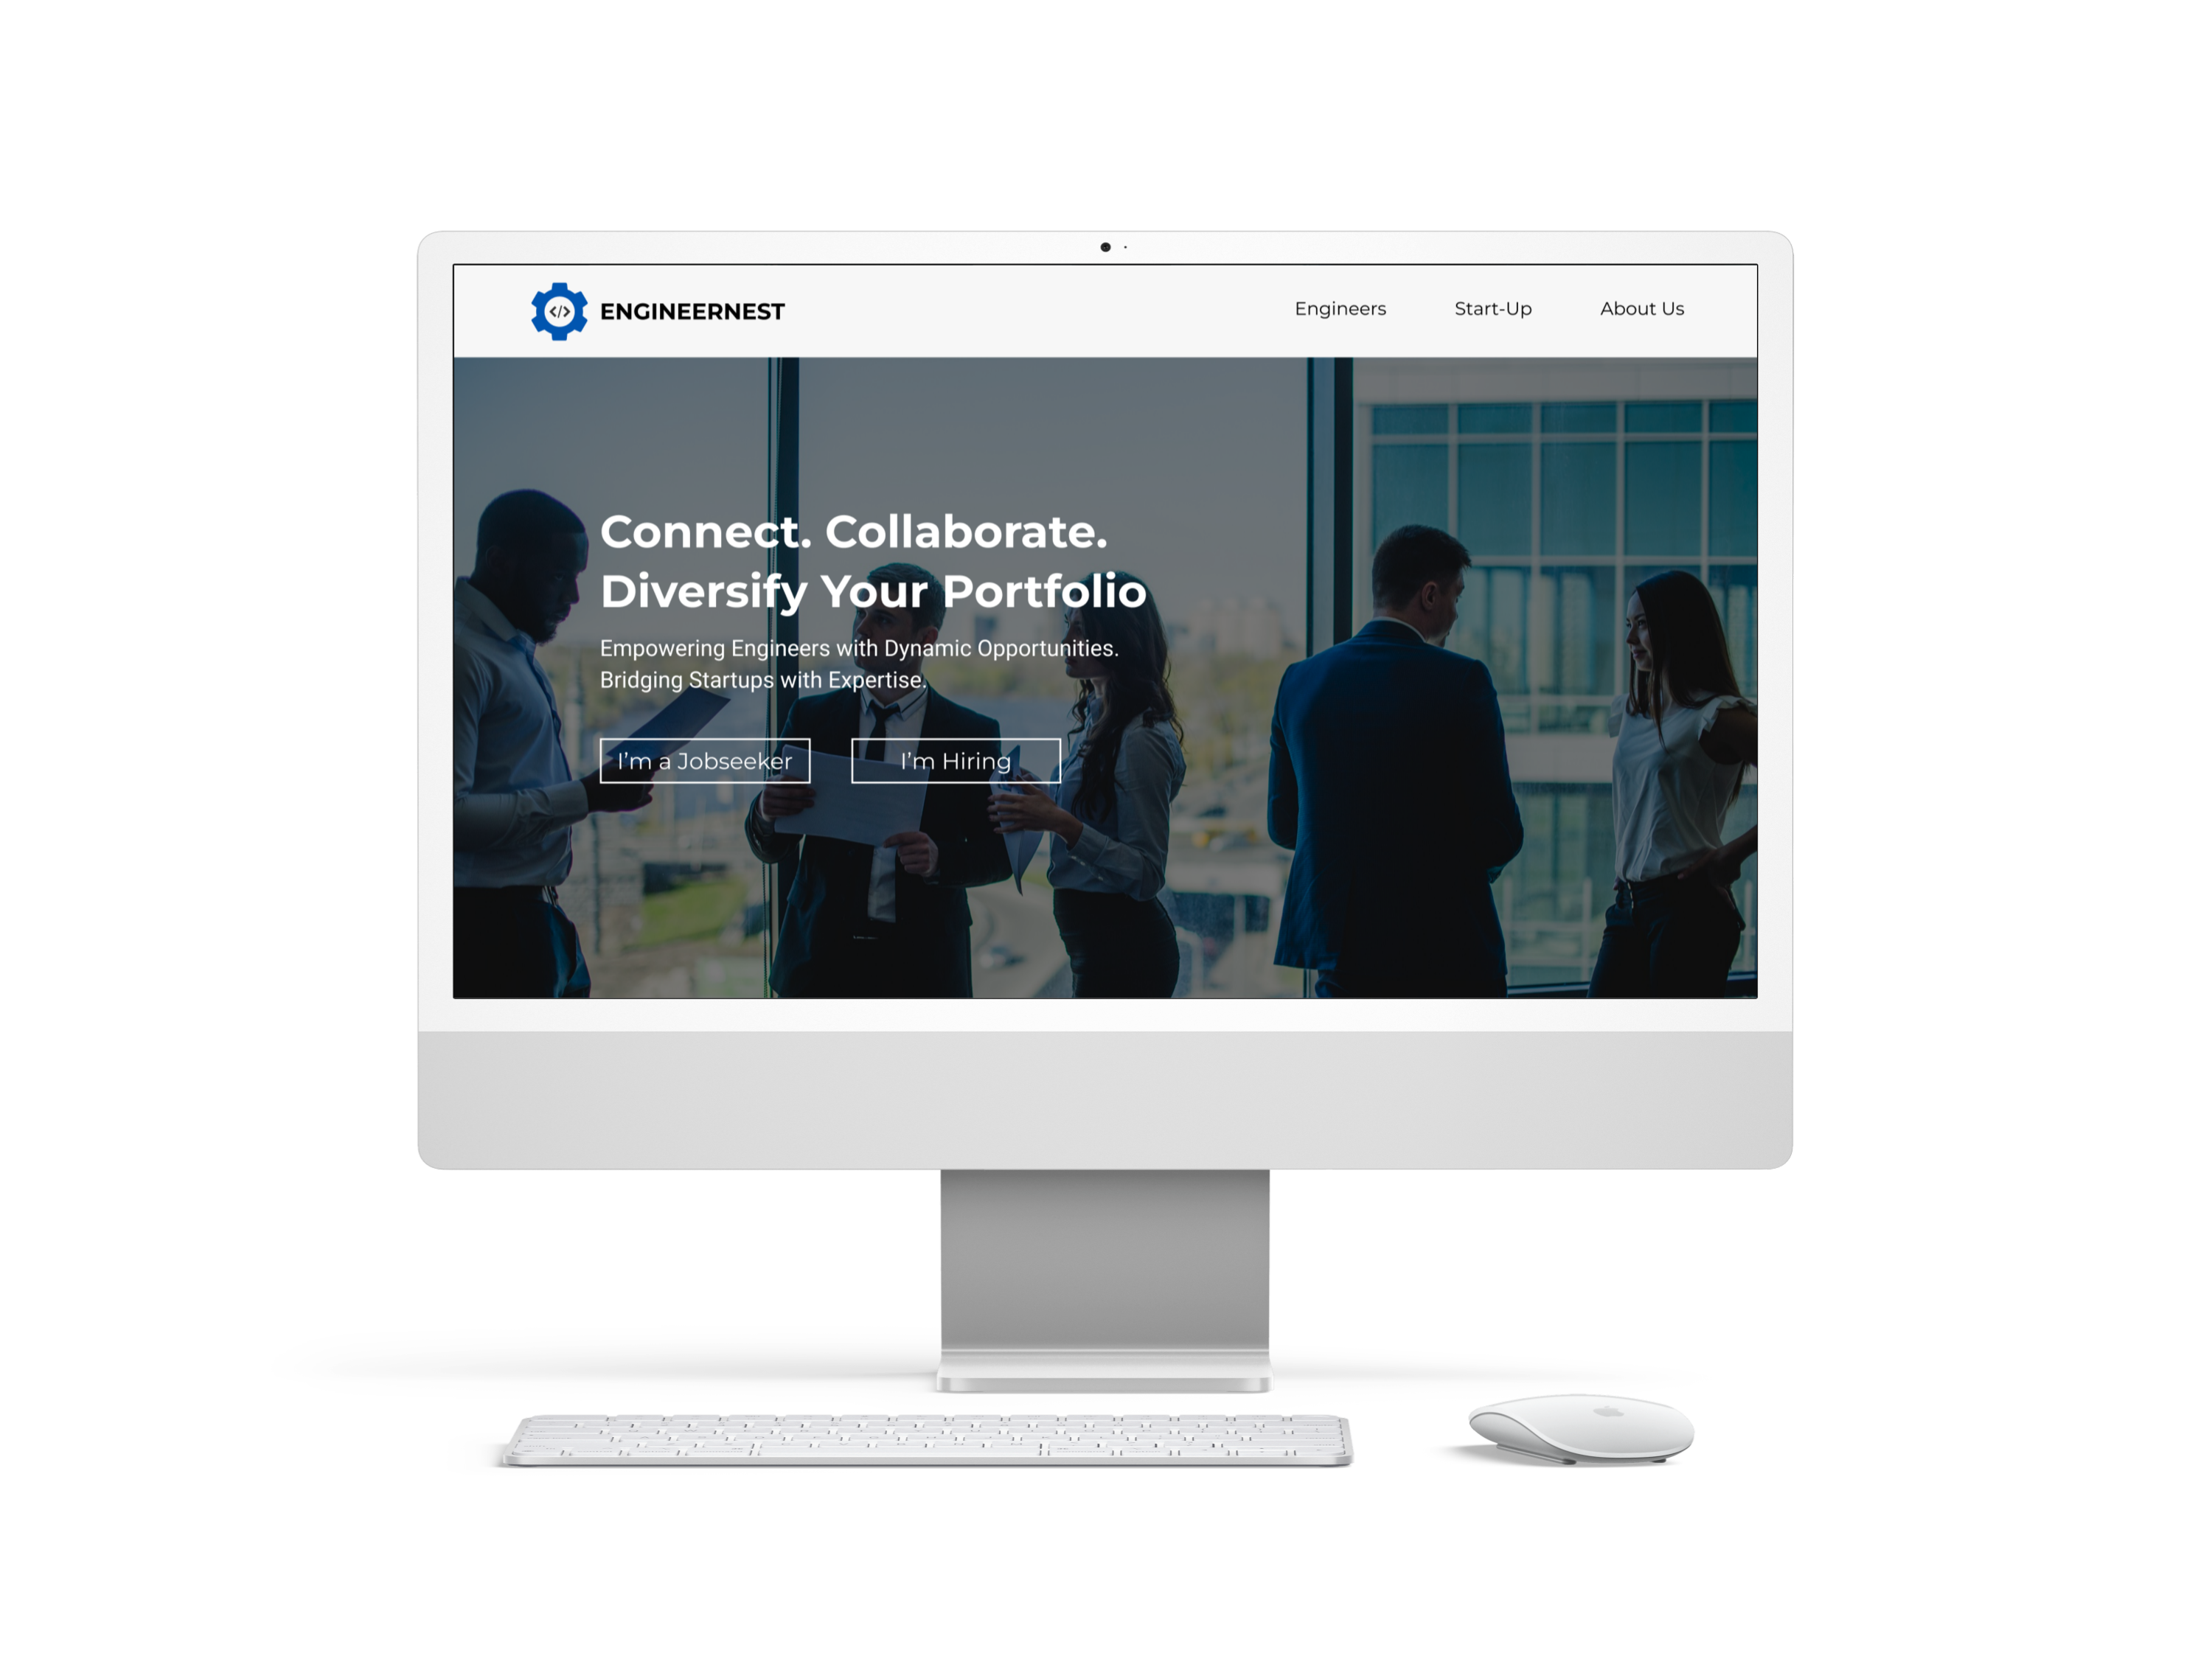 </> ENGINEERNEST
Engineers Start-Up About Us
Connect. Collaborate.
Diversify Your Portfolio
Empowering Engineers with Dynamic Opportunities.
Bridging Startups with Expertise.
I'm a Jobseeker I'm Hiring